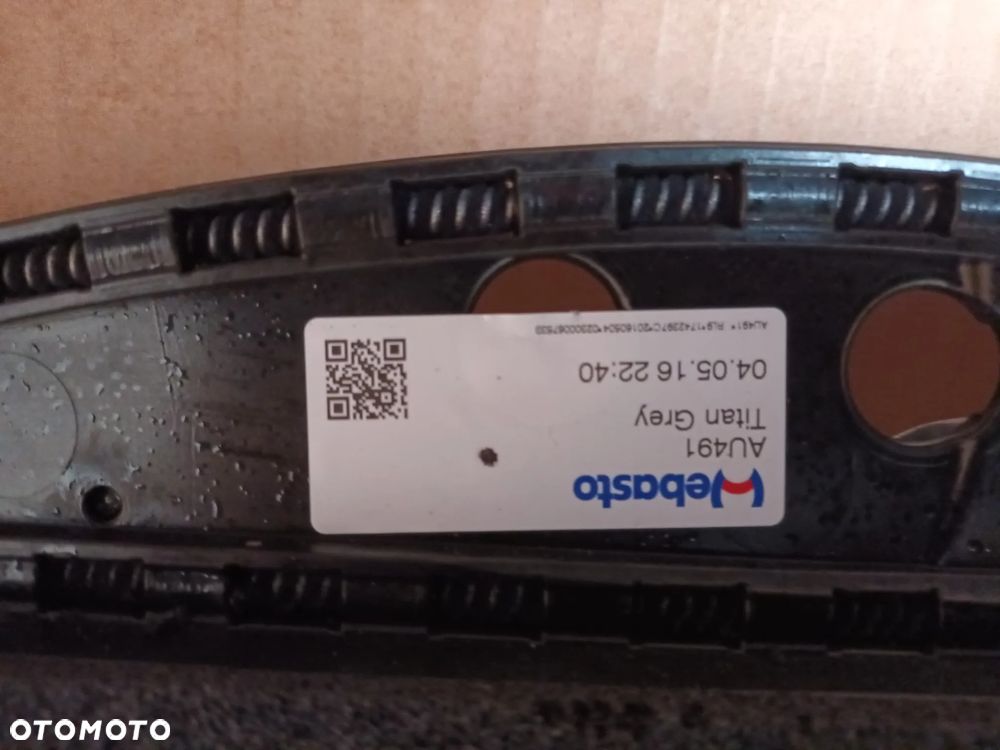 Webasto
AU491
Titan Grey
04.05.16 22:40
OTOMOTO